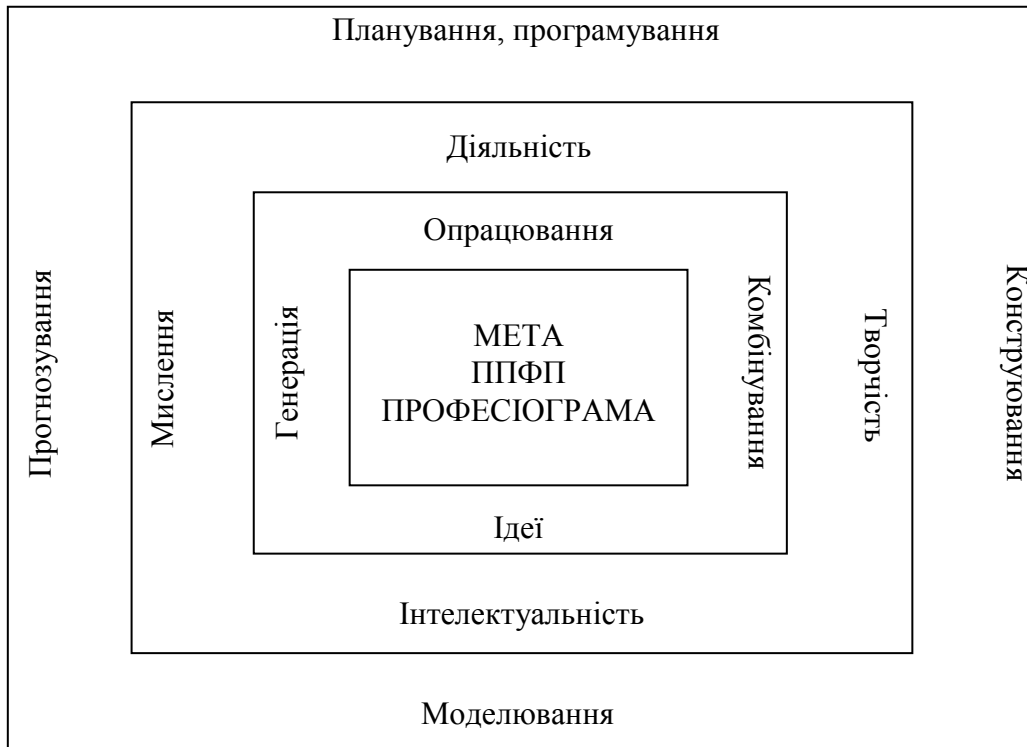 Планування, програмування
Діяльність
Опрацювання
Прогнозування
Мислення
Генерація
МЕТА
ППФП
ПРОФЕСІОГРАМА
Комбінування
Творчість
Конструювання
Ідеї
Інтелектуальність
Моделювання